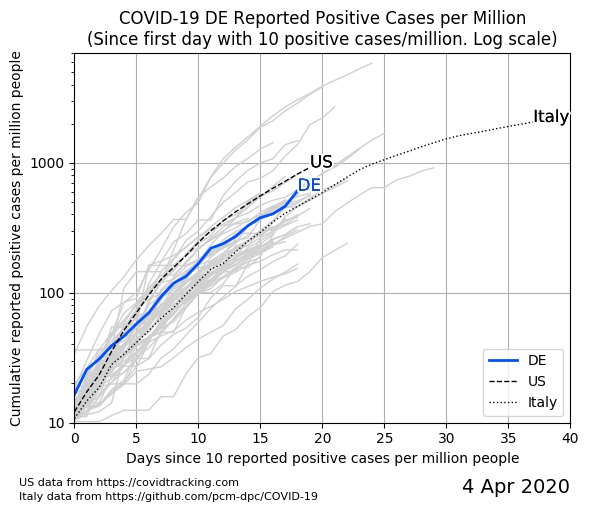 COVID-19 DE Reported Positive Cases per Million
(Since first day with 10 positive cases/million. Log scale)
Cumulative reported positive cases per million people
1000
100
10
Italy
US
DE
DE
US
Italy
0 5 10 15 20 25 30 35 40
Days since 10 reported positive cases per million people
US data from https://covidtracking.com
Italy data from https://github.com/pcm-dpc/COVID-19
4 Apr 2020